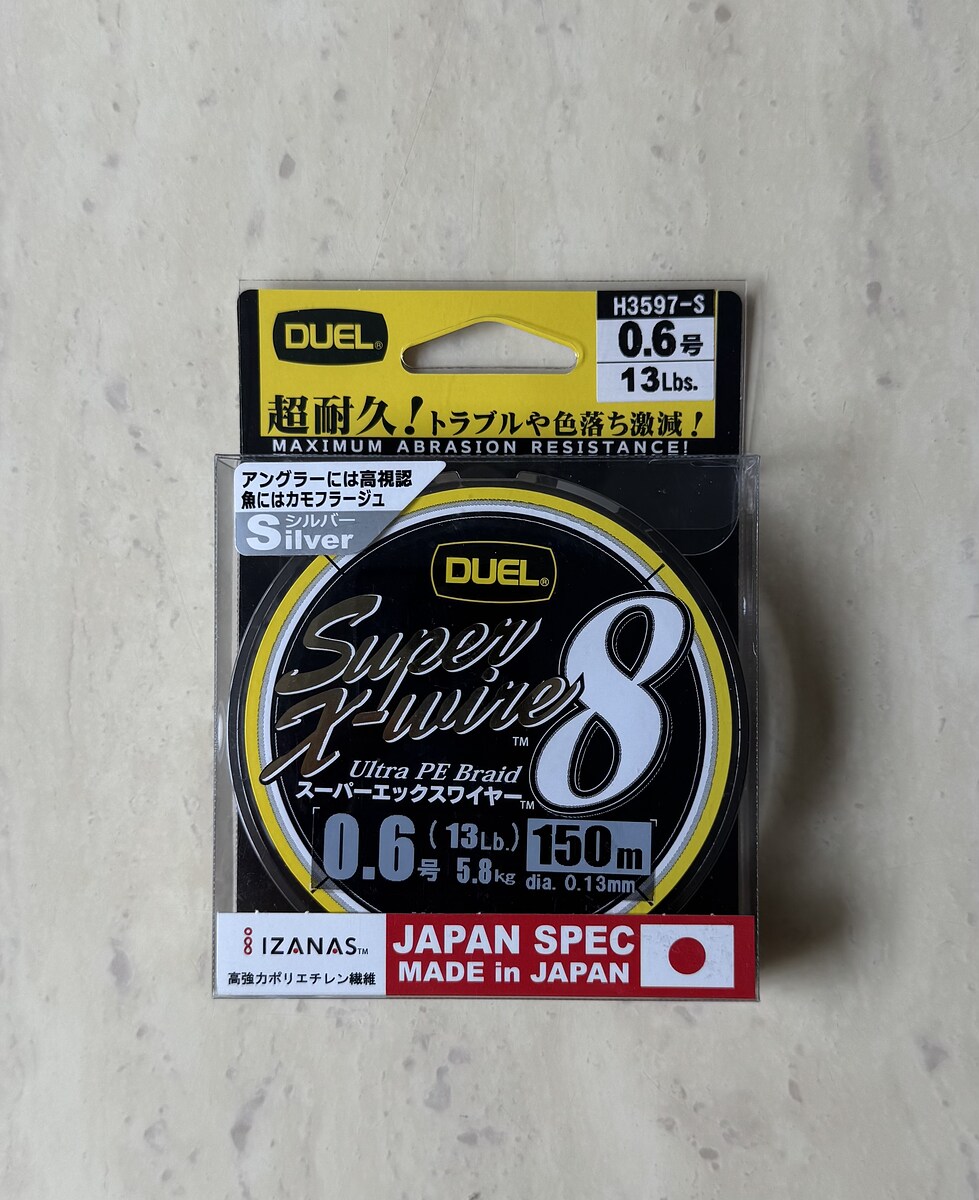 DUEL®
H3597-S
0.6号
13Lbs.
超耐久!トラブルや色落ち激減!
MAXIMUM ABRASION RESISTANCE!
アングラーには高視認
魚にはカモフラージュ
シルバー
Silver
DUEL®
Super
X-wire™ 8
Ultra PE Braid
スーパーエックスワイヤー™
0.6号 (13Lb.) 5.8kg
150m
dia. 0.13mm
IZANAS™
高強力ポリエチレン繊維
JAPAN SPEC
MADE in JAPAN